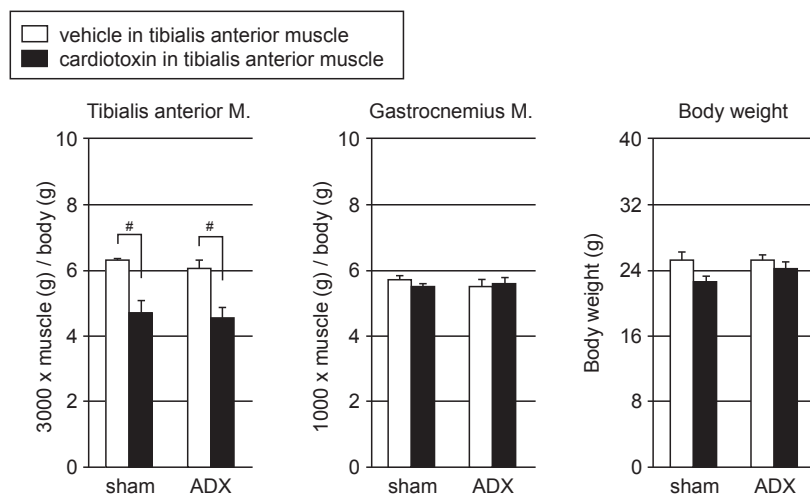 vehicle in tibialis anterior muscle
cardiotoxin in tibialis anterior muscle
Tibialis anterior M.
3000 x muscle (g) / body (g)
10
8
6
4
2
0
#
#
sham ADX
Gastrocnemius M.
1000 x muscle (g) / body (g)
10
8
6
4
2
0
sham ADX
Body weight
Body weight (g)
40
32
24
16
8
0
sham ADX